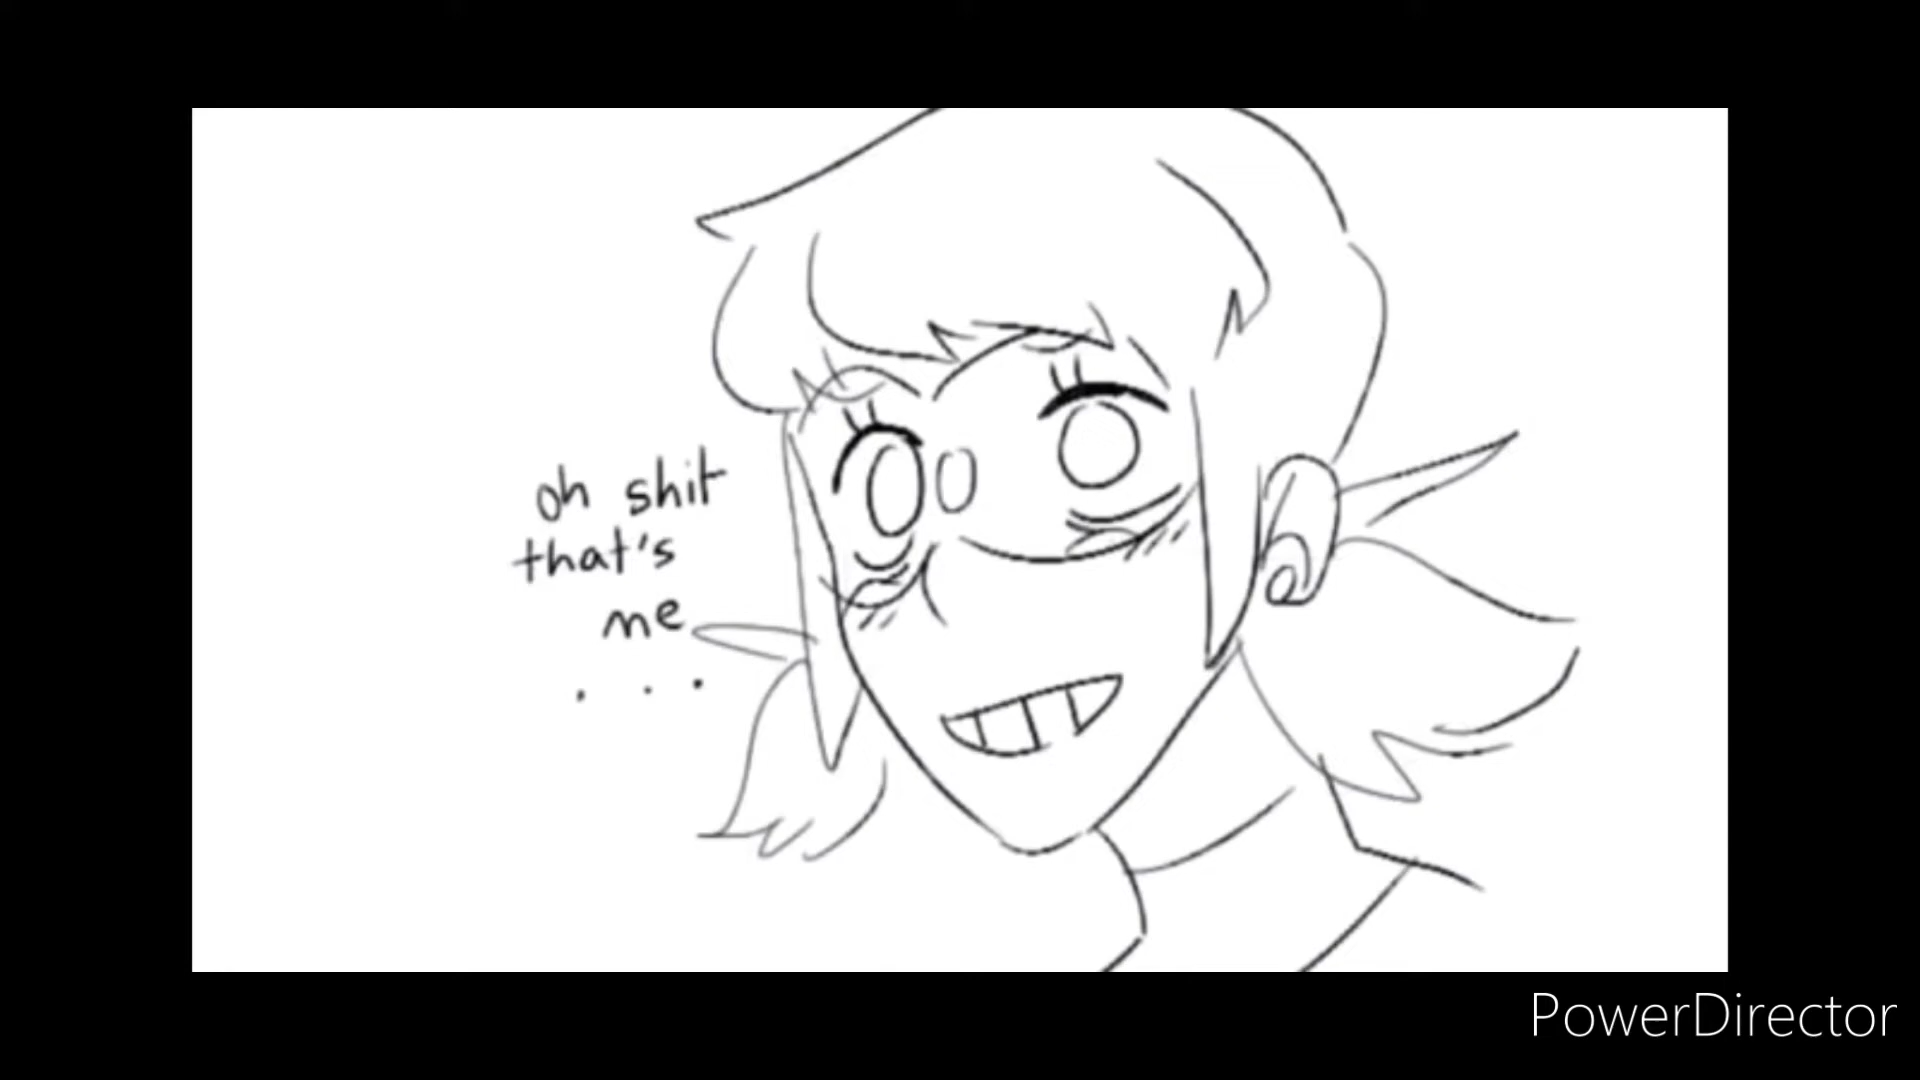 oh shit
that's
me
. . .
PowerDirector